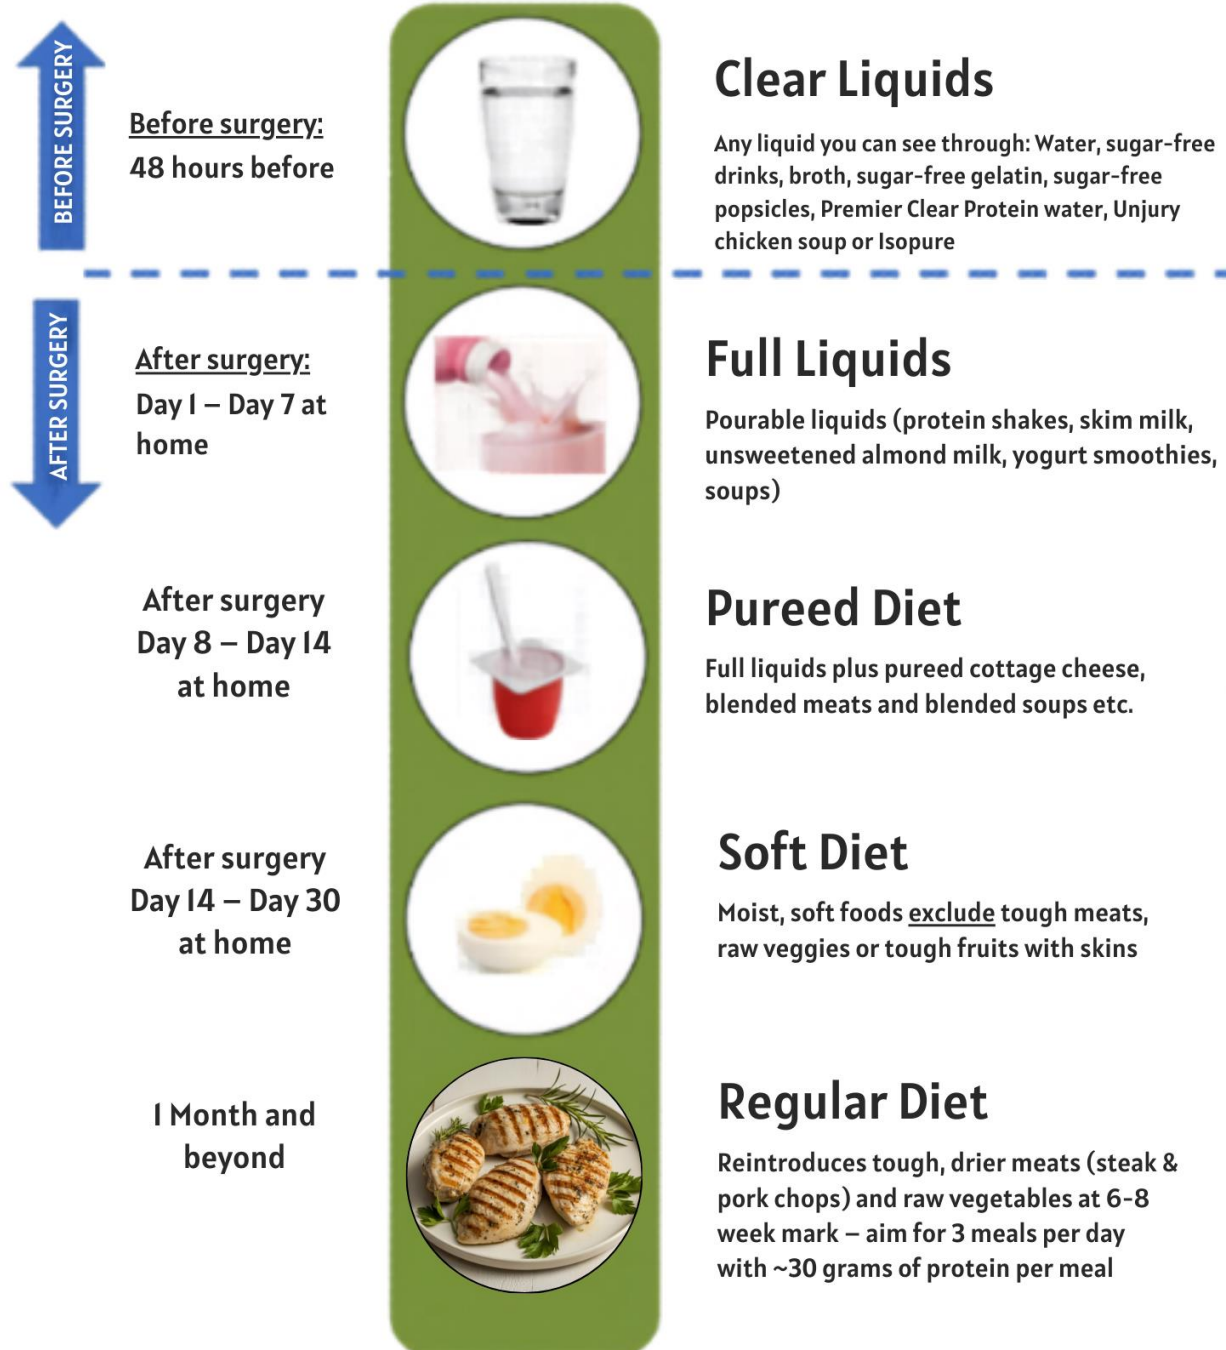 BEFORE SURGERY
Before surgery:
48 hours before
Clear Liquids
Any liquid you can see through: Water, sugar-free
drinks, broth, sugar-free gelatin, sugar-free
popsicles, Premier Clear Protein water, Unjury
chicken soup or Isopure
AFTER SURGERY
After surgery:
Day 1 – Day 7 at
home
Full Liquids
Pourable liquids (protein shakes, skim milk,
unsweetened almond milk, yogurt smoothies,
soups)
After surgery
Day 8 – Day 14
at home
Pureed Diet
Full liquids plus pureed cottage cheese,
blended meats and blended soups etc.
After surgery
Day 14 – Day 30
at home
Soft Diet
Moist, soft foods exclude tough meats,
raw veggies or tough fruits with skins
1 Month and
beyond
Regular Diet
Reintroduces tough, drier meats (steak &
pork chops) and raw vegetables at 6-8
week mark – aim for 3 meals per day
with ~30 grams of protein per meal